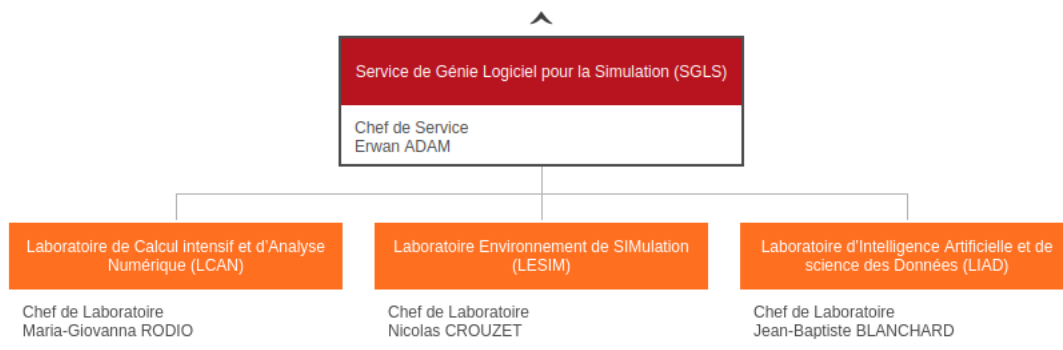 Service de Génie Logiciel pour la Simulation (SGLS)
Chef de Service
Erwan ADAM
Laboratoire de Calcul intensif et d'Analyse
Numérique (LCAN)
Chef de Laboratoire
Maria-Giovanna RODIO
Laboratoire Environnement de SIMulation
(LESIM)
Chef de Laboratoire
Nicolas CROUZET
Laboratoire d'Intelligence Artificielle et de
science des Données (LIAD)
Chef de Laboratoire
Jean-Baptiste BLANCHARD